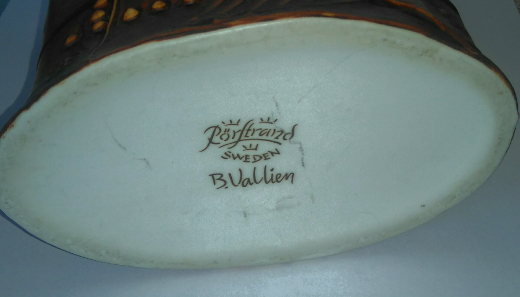 Rörstrand
SWEDEN
B.Vallien